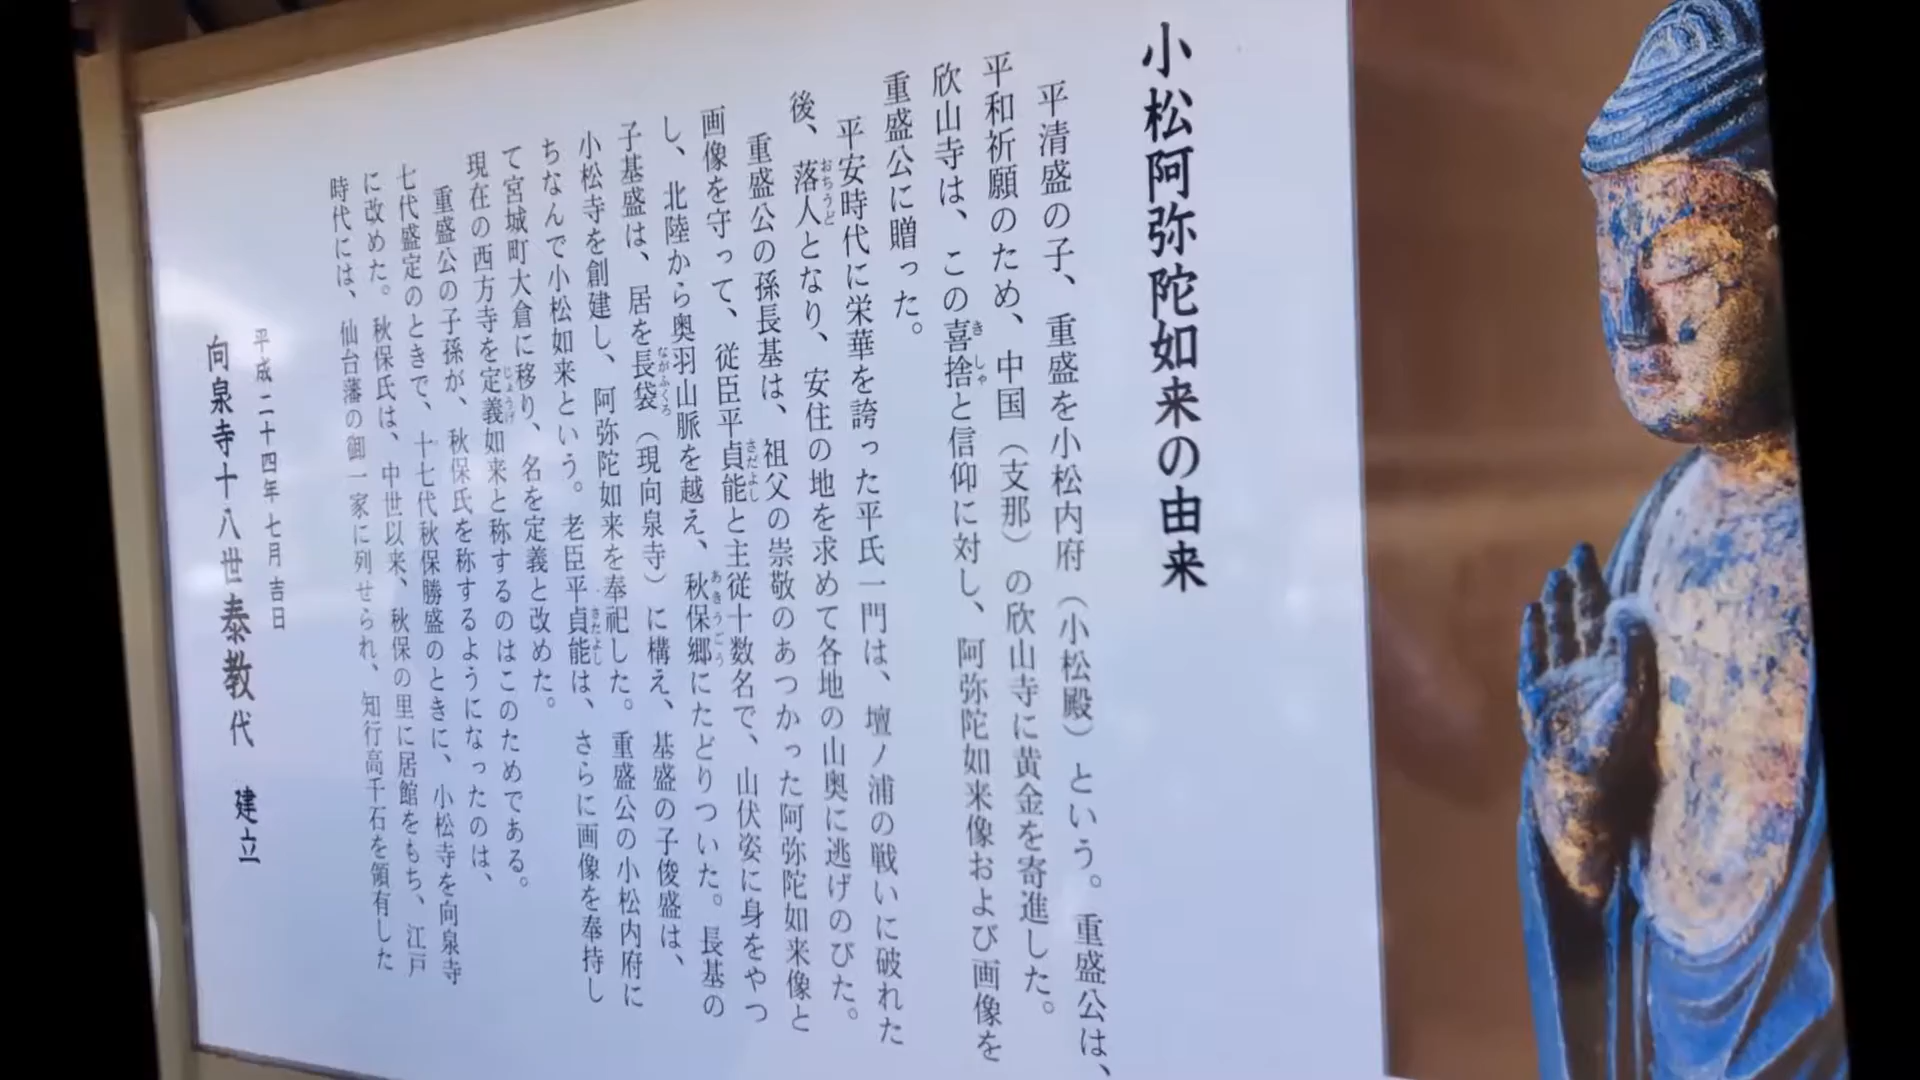 小松阿弥陀如来の由来
平清盛の子、重盛を小松内府（小松殿）という。重盛公は、
平和祈願のため、中国（支那）の欣山寺に黄金を寄進した。
欣山寺は、この喜捨と信仰に対し、阿弥陀如来像および画像を
重盛公に贈った。
平安時代に栄華を誇った平氏一門は、壇ノ浦の戦いに破れた
後、落人となり、安住の地を求めて各地の山奥に逃げのびた。
重盛公の孫長基は、祖父の崇敬のあつかった阿弥陀如来像と
画像を守って、従臣平貞能と主従十数名で、山伏姿に身をやつ
し、北陸から奥羽山脈を越え、秋保郷にたどりついた。長基の
子基盛は、居を長袋（現向泉寺）に構え、基盛の子俊盛は、
小松寺を創建し、阿弥陀如来を奉祀した。重盛公の小松内府に
ちなんで小松如来という。老臣平貞能は、さらに画像を奉持し
て宮城町大倉に移り、名を定義と改めた。
現在の西方寺を定義如来と称するのはこのためである。
重盛公の子孫が、秋保氏を称するようになったのは、
七代盛定のときで、十七代秋保勝盛のときに、小松寺を向泉寺
に改めた。秋保氏は、中世以来、秋保の里に居館をもち、江戸
時代には、仙台藩の御一家に列せられ、知行高千石を領有した
平成二十四年七月吉日
向泉寺十八世泰教代 建立